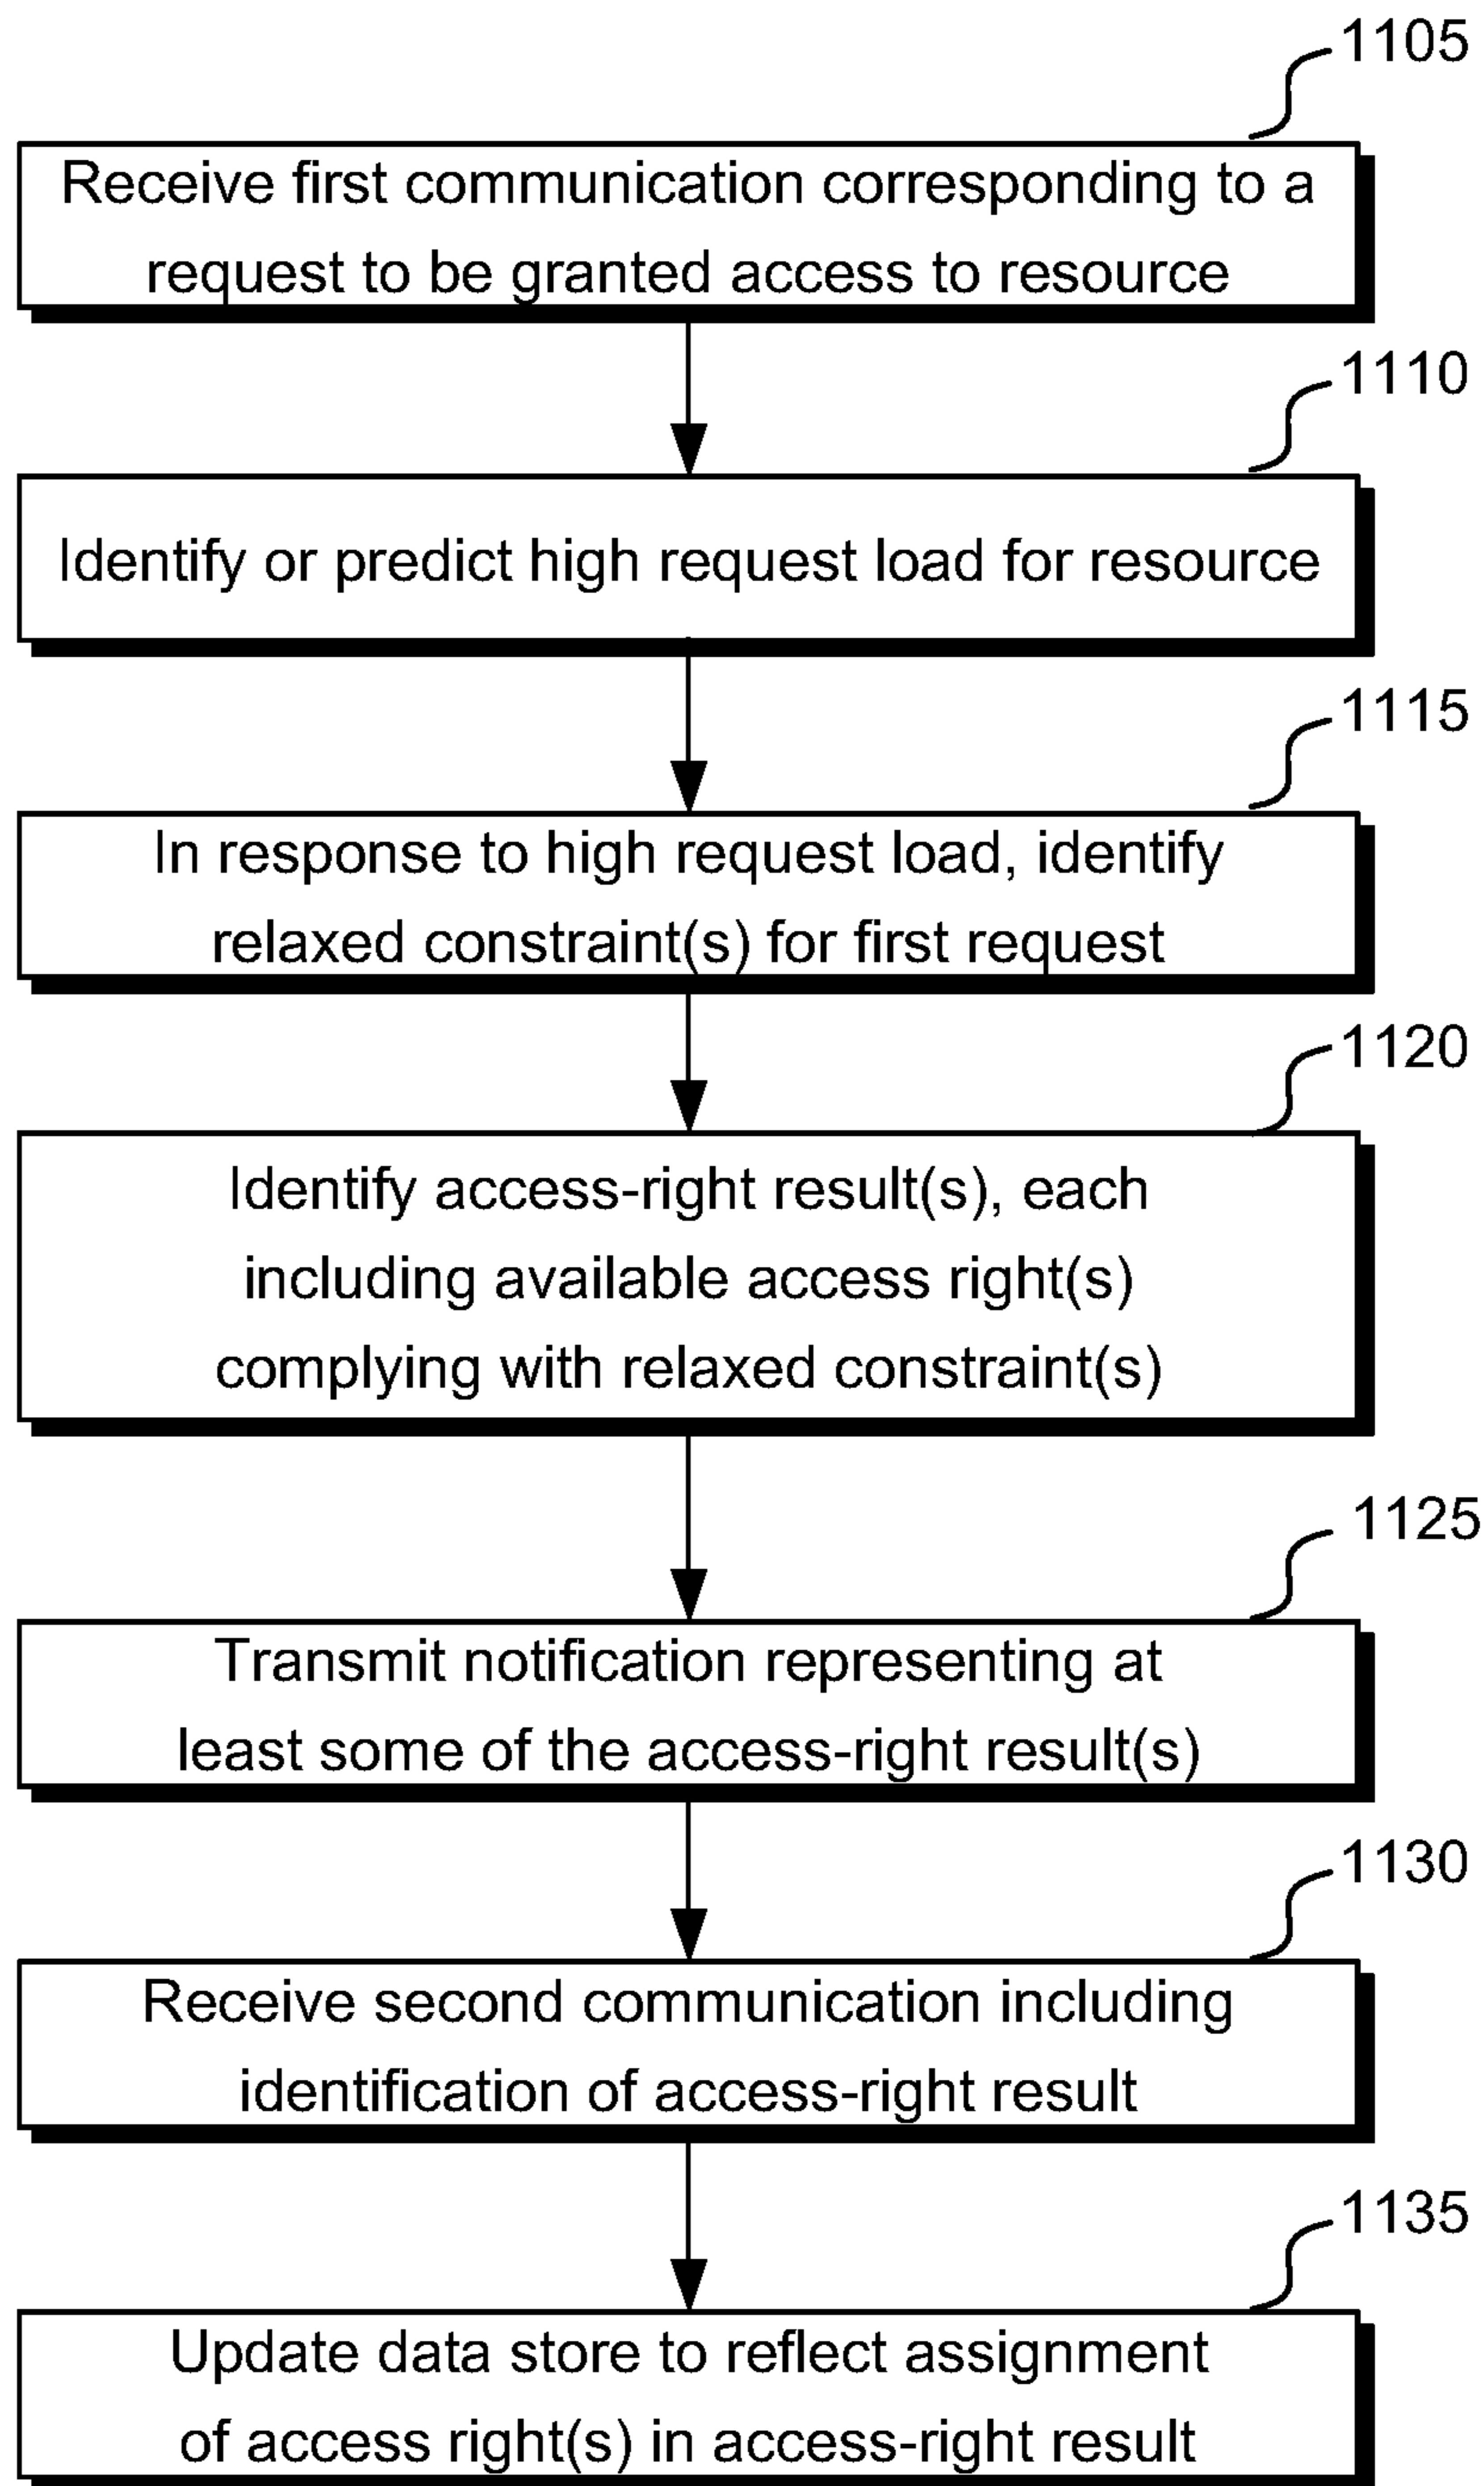 1105
Receive first communication corresponding to a
request to be granted access to resource
1110
Identify or predict high request load for resource
1115
In response to high request load, identify
relaxed constraint(s) for first request
1120
Identify access-right result(s), each
including available access right(s)
complying with relaxed constraint(s)
1125
Transmit notification representing at
least some of the access-right result(s)
1130
Receive second communication including
identification of access-right result
1135
Update data store to reflect assignment
of access right(s) in access-right result